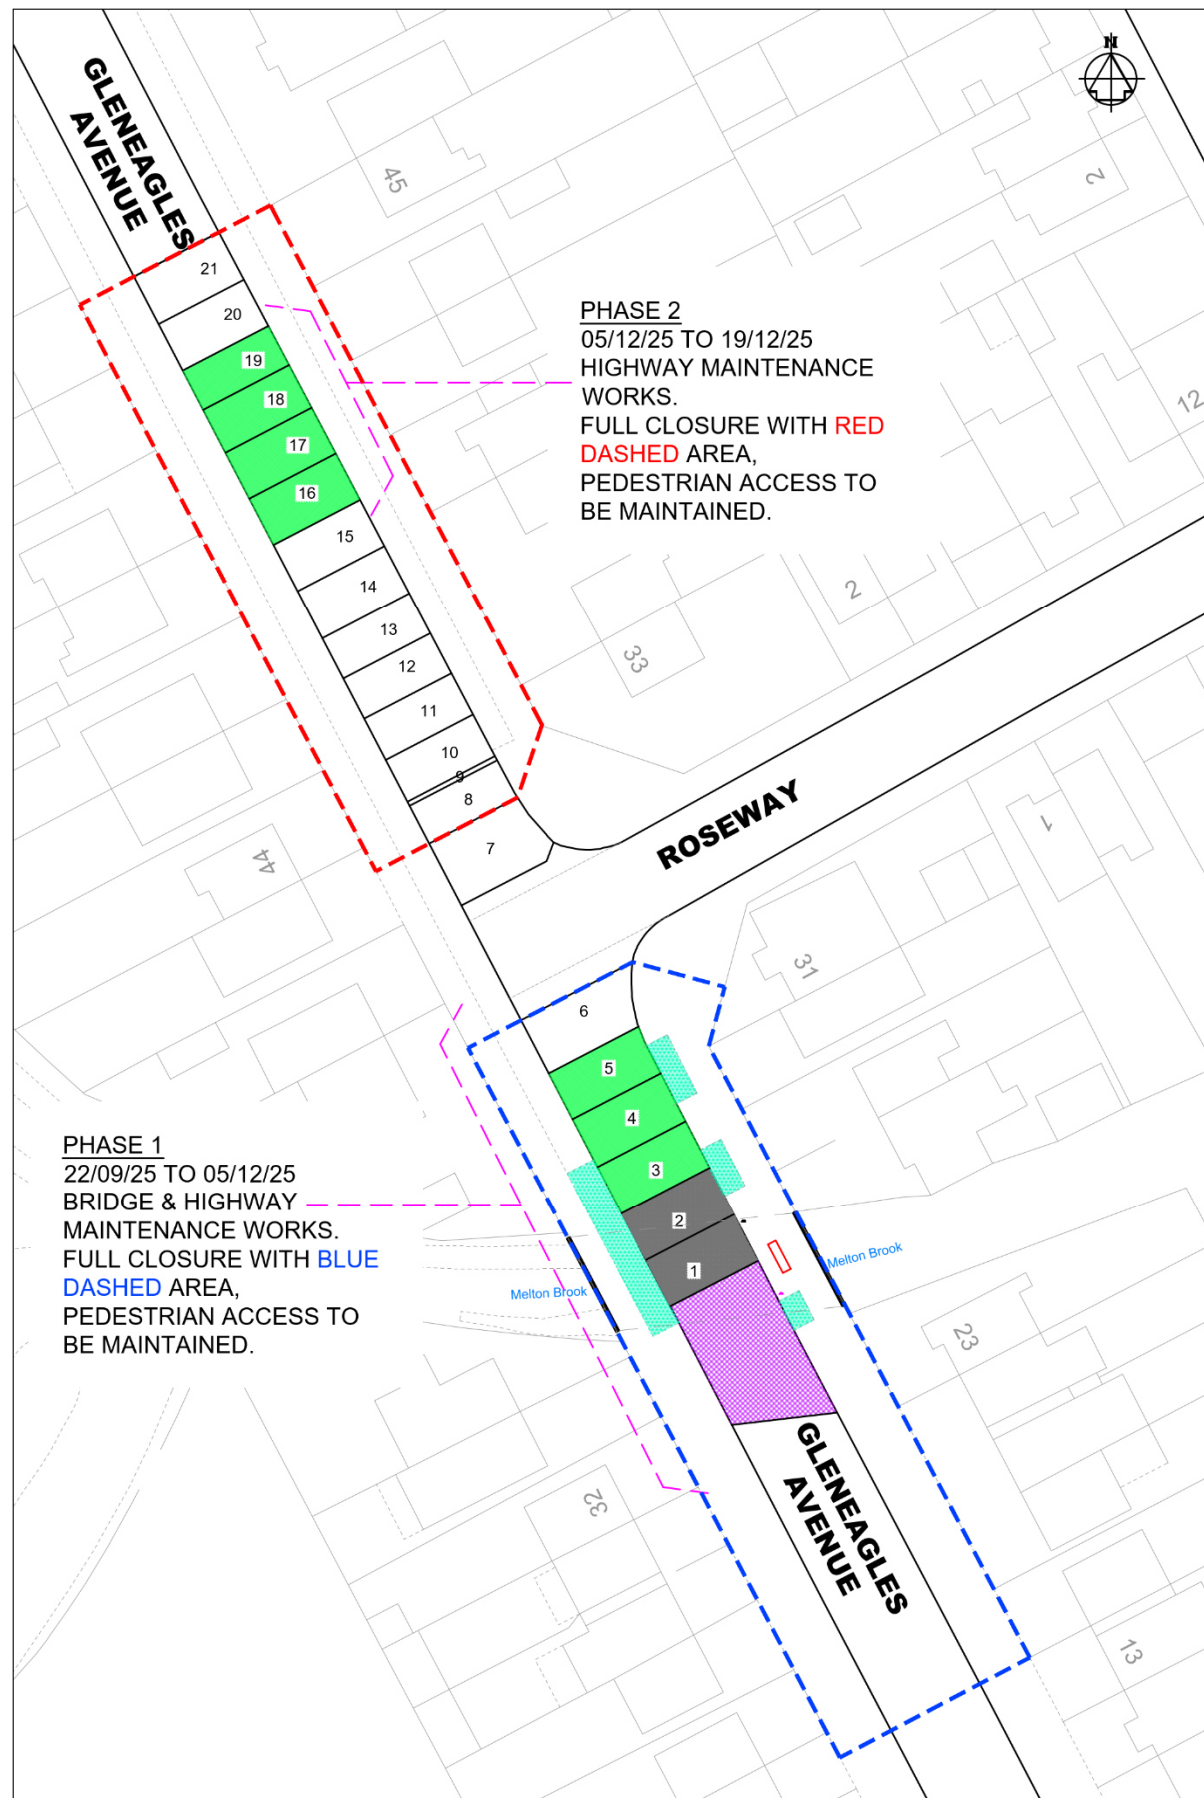 N
GLENEAGLES
AVENUE
45
2
21
20
19
18
17
16
15
14
13
12
11
10
9
8
7
PHASE 2
05/12/25 TO 19/12/25
HIGHWAY MAINTENANCE
WORKS.
FULL CLOSURE WITH RED
DASHED AREA,
PEDESTRIAN ACCESS TO
BE MAINTAINED.
12
2
33
ROSEWAY
1
44
31
6
5
4
3
2
1
PHASE 1
22/09/25 TO 05/12/25
BRIDGE & HIGHWAY
MAINTENANCE WORKS.
FULL CLOSURE WITH BLUE
DASHED AREA,
PEDESTRIAN ACCESS TO
BE MAINTAINED.
Melton Brook
Melton Brook
23
32
GLENEAGLES
AVENUE
13